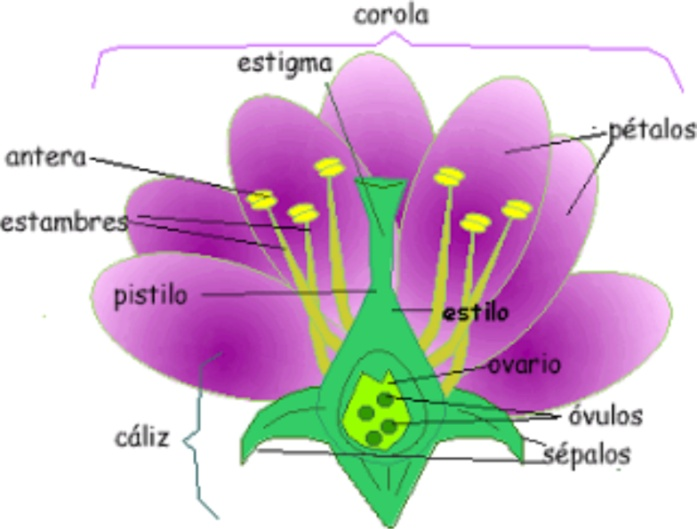 corola
estigma
pétalos
antera
estambres
pistilo
estilo
ovario
óvulos
cáliz
sépalos